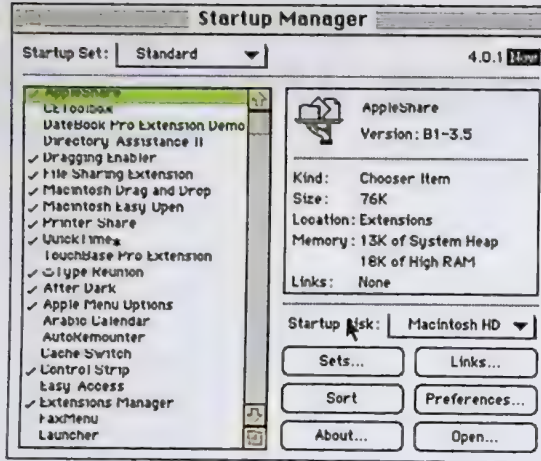 Startup Manager
Startup Set: Standard
4.0.1 Now
✓ AppleShare
CEToolbox
DateBook Pro Extension Demo
Directory Assistance II
✓ Dragging Enabler
✓ File Sharing Extension
✓ Macintosh Drag and Drop
✓ Macintosh Easy Open
✓ Printer Share
✓ QuickTime
TouchBase Pro Extension
✓ Type Reunion
✓ After Dark
✓ Apple Menu Options
Arabic Calendar
AutoRemounter
Cache Switch
✓ Control Strip
Easy Access
✓ Extensions Manager
FaxMenu
Launcher
AppleShare
Version: B1-3.5
Kind: Chooser Item
Size: 76K
Location: Extensions
Memory: 13K of System Heap
18K of High RAM
Links: None
Startup Disk: Macintosh HD
Sets...
Links...
Sort
Preferences...
About...
Open...